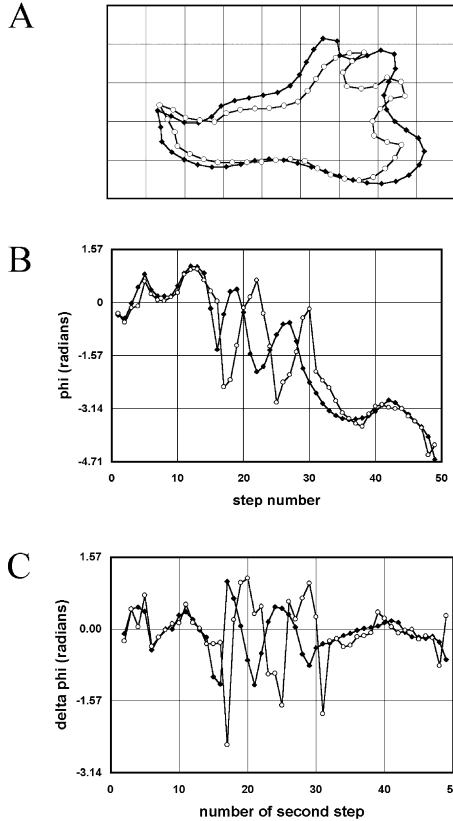 A
B
1.57
0
-1.57
-3.14
-4.71
phi (radians)
0 10 20 30 40 50
step number
C
1.57
0.00
-1.57
-3.14
delta phi (radians)
0 10 20 30 40 50
number of second step